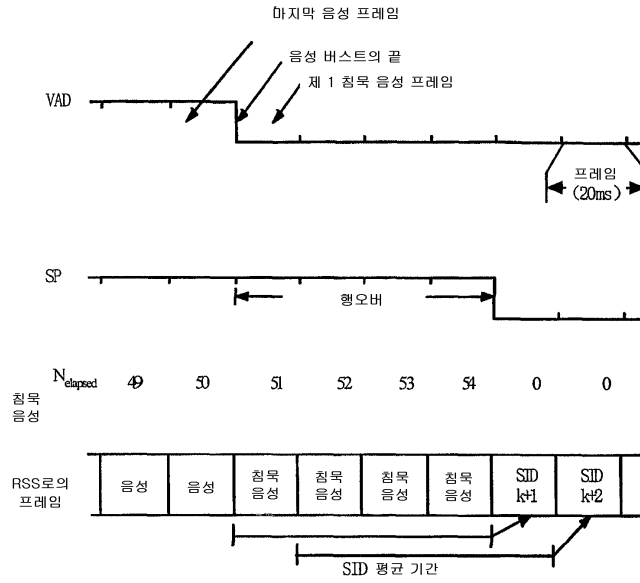 마지막 음성 프레임
음성 버스트의 끝
제 1 침묵 음성 프레임
VAD
프레임
(20ms)
SP
행오버
Nelapsed 49 50 51 52 53 54 0 0
침묵
음성
RSS로의
프레임
음성
음성
침묵
음성
침묵
음성
침묵
음성
침묵
음성
SID
k+1
SID
k+2
SID 평균 기간